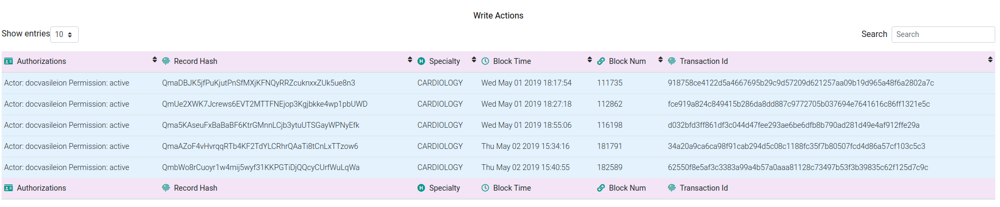 Write Actions
Show entries 10 Search Search
Authorizations Record Hash Specialty Block Time Block Num Transaction Id
Actor: docvasileion Permission: active QmaDBJK5jfPuKjutPnSfMXjKFNQyRRZcuknxxZUk5ue8n3 CARDIOLOGY Wed May 01 2019 18:17:54 111735 918758ce4122d5a4667695b29c9d57209d621257aa09b19d965a48f6a2802a7c
Actor: docvasileion Permission: active QmUe2XWK7Jcrews6EVT2MTTFNEjop3Kgjbkke4wp1pbUWD CARDIOLOGY Wed May 01 2019 18:27:18 112862 fce919a824c849415b286da8dd887c9772705b037694e7641616c86ff1321e5c
Actor: docvasileion Permission: active Qma5KAseuFxBaBaBF6KtrGMnnLCjb3ytuUTSGayWPNyEfk CARDIOLOGY Wed May 01 2019 18:55:06 116198 d032bfd3ff861df3c044d47fee293ae6be6dfb8b790ad281d49e4af912ffe29a
Actor: docvasileion Permission: active QmaAZoF4vHvrqqRTb4KF2TdYLCRhrQAaTi8tCnLxTTzow6 CARDIOLOGY Thu May 02 2019 15:34:16 181791 34a20a9ca6ca98f91cab294d5c08c1188fc35f7b80507fcd4d86a57cf103c5c3
Actor: docvasileion Permission: active QmbWo8rCuoyr1w4mij5wyf31KKPGTiDjQQcyCUrfWuLqWa CARDIOLOGY Thu May 02 2019 15:40:55 182589 62550f8e5af3c3383a99a4b57a0aaa81128c73497b53f3b39835c62f125d7c9c
Authorizations Record Hash Specialty Block Time Block Num Transaction Id